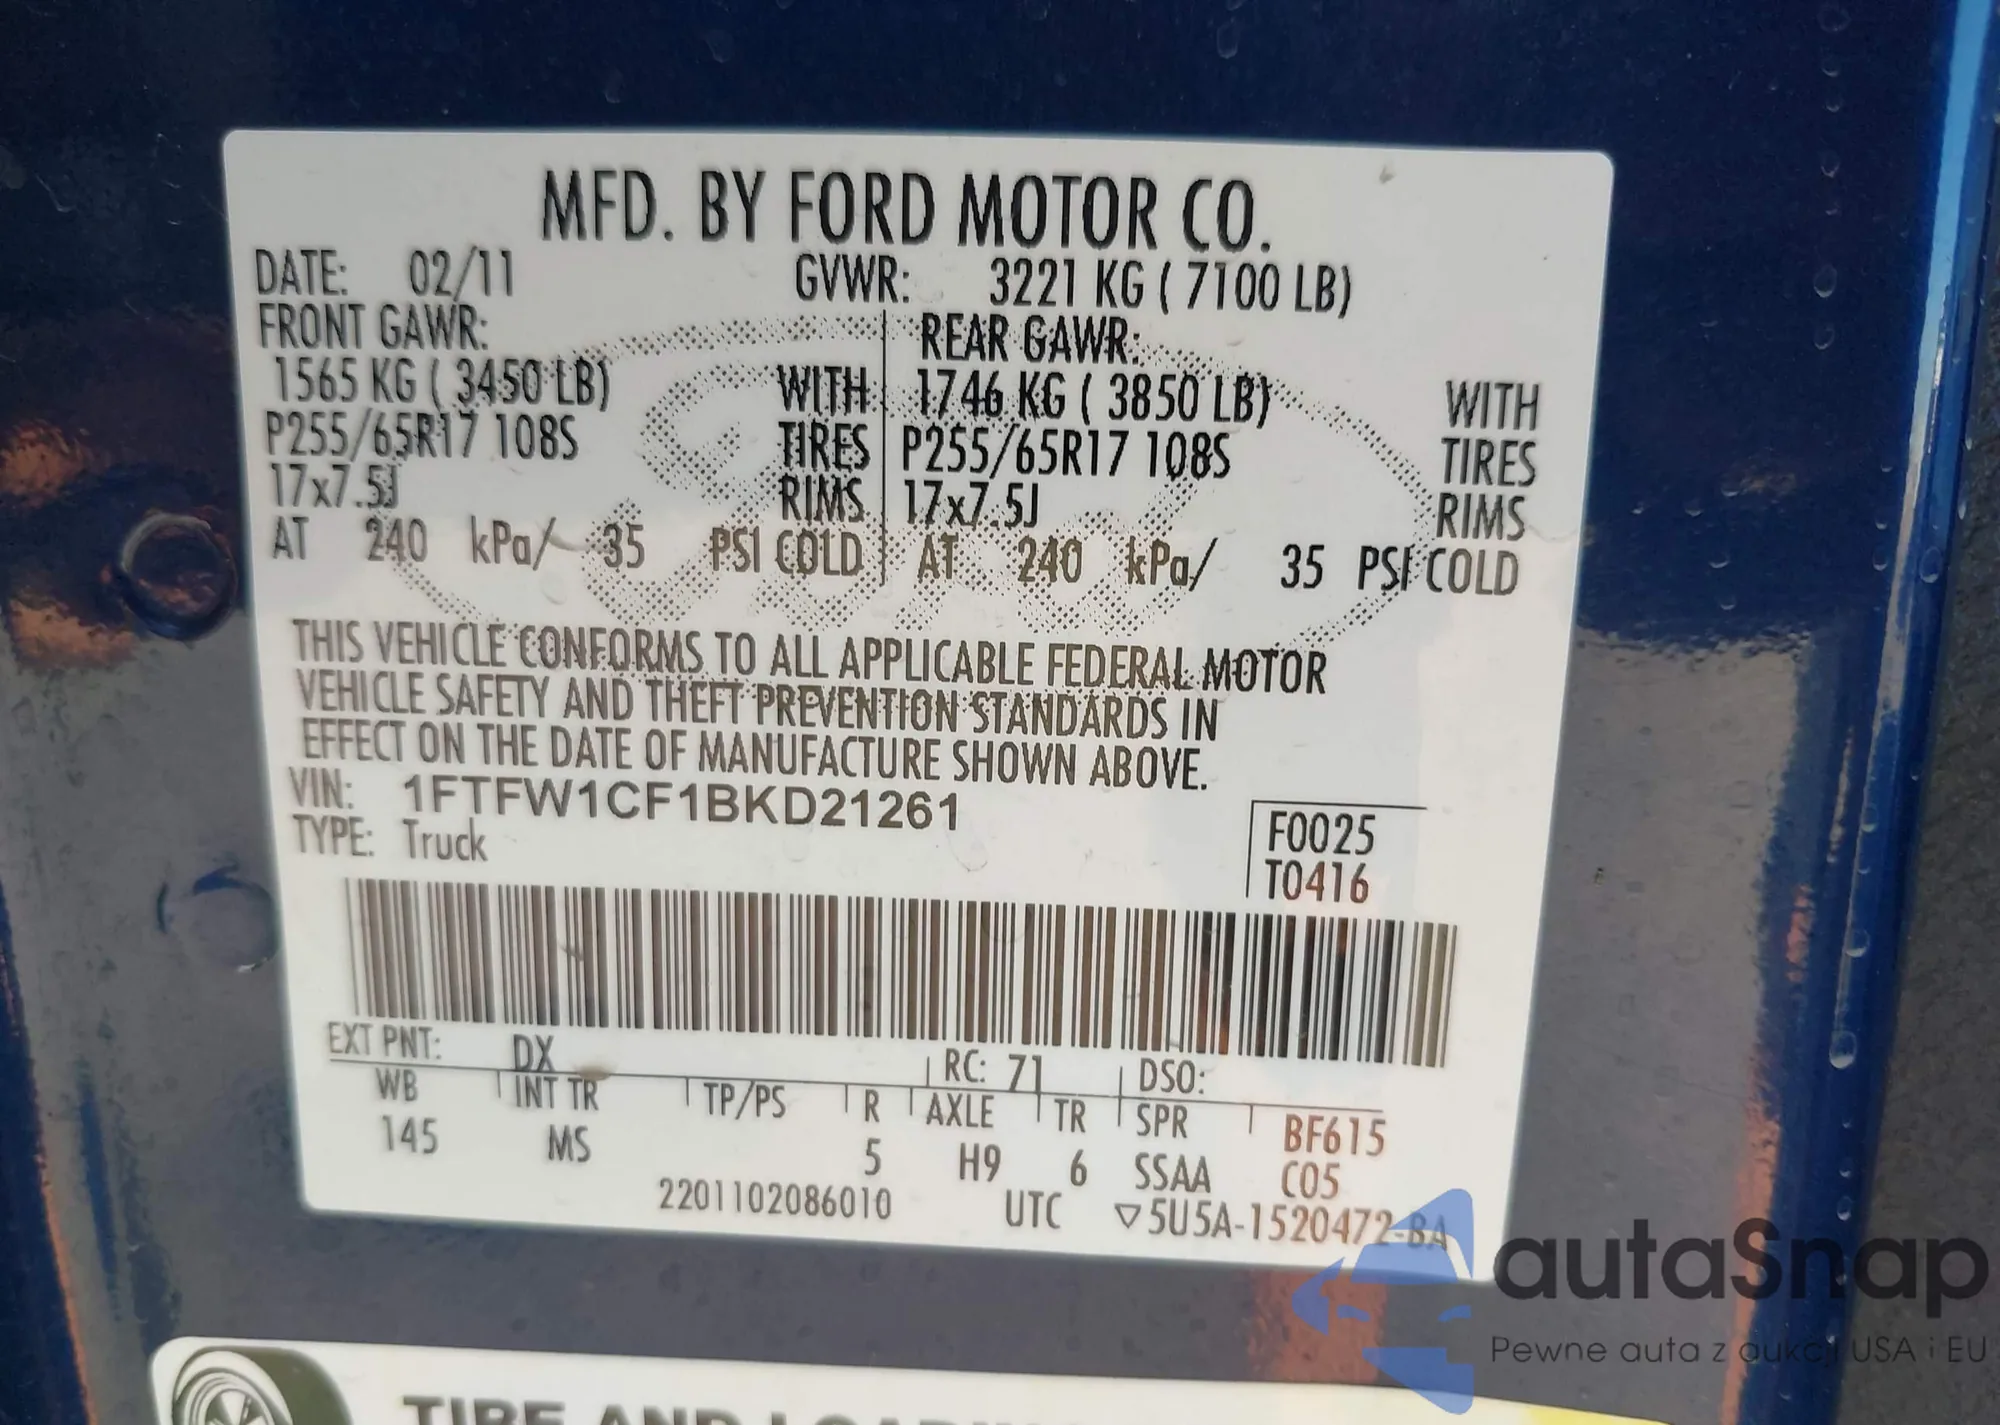 MFD. BY FORD MOTOR CO.
DATE: 02/11 GVWR: 3221 KG ( 7100 LB)
FRONT GAWR: REAR GAWR:
1565 KG ( 3450 LB) WITH 1746 KG ( 3850 LB) WITH
P255/65R17 108S TIRES P255/65R17 108S TIRES
17x7.5J RIMS 17x7.5J RIMS
AT 240 kPa/ 35 PSI COLD AT 240 kPa/ 35 PSI COLD
THIS VEHICLE CONFORMS TO ALL APPLICABLE FEDERAL MOTOR
VEHICLE SAFETY AND THEFT PREVENTION STANDARDS IN
EFFECT ON THE DATE OF MANUFACTURE SHOWN ABOVE.
VIN: 1FTFW1CF1BKD21261
TYPE: Truck
F0025
T0416
EXT PNT: DX RC: 71 DSO:
WB INT TR TP/PS R AXLE TR SPR BF615
145 MS 5 H9 6 SSAA C05
2201102086010 UTC ▽5U5A-1520472-BA
autaSnap
Pewne auta z aukcji USA i EU
TIRE AND LOADING